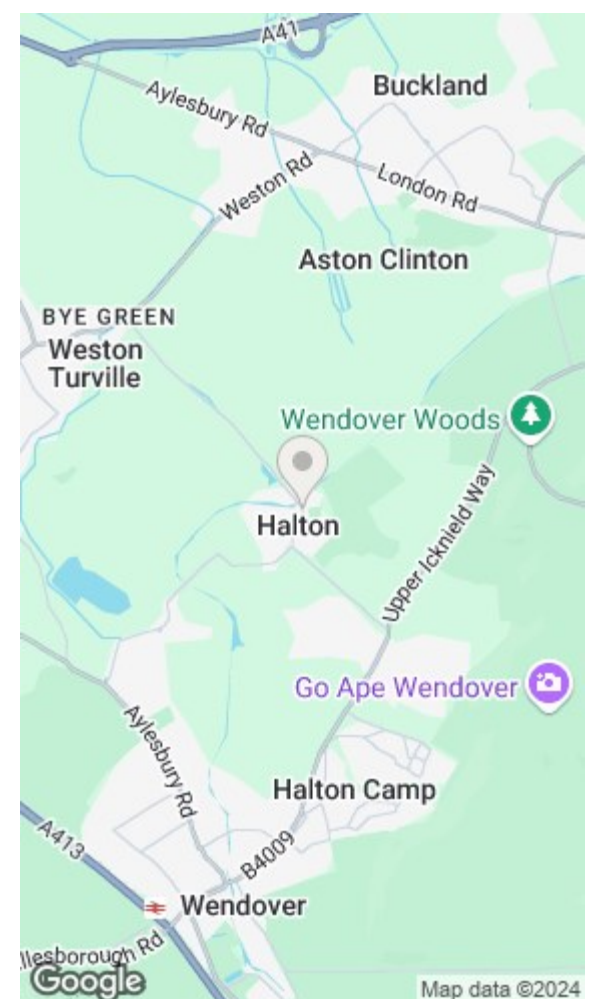 A41
Buckland
Aylesbury Rd
Weston Rd
London Rd
Aston Clinton
BYE GREEN
Weston
Turville
Wendover Woods
Halton
Upper Icknield Way
Go Ape Wendover
Aylesbury Rd
Halton Camp
A413
B4009
Wendover
llesborough Rd
Google
Map data ©2024